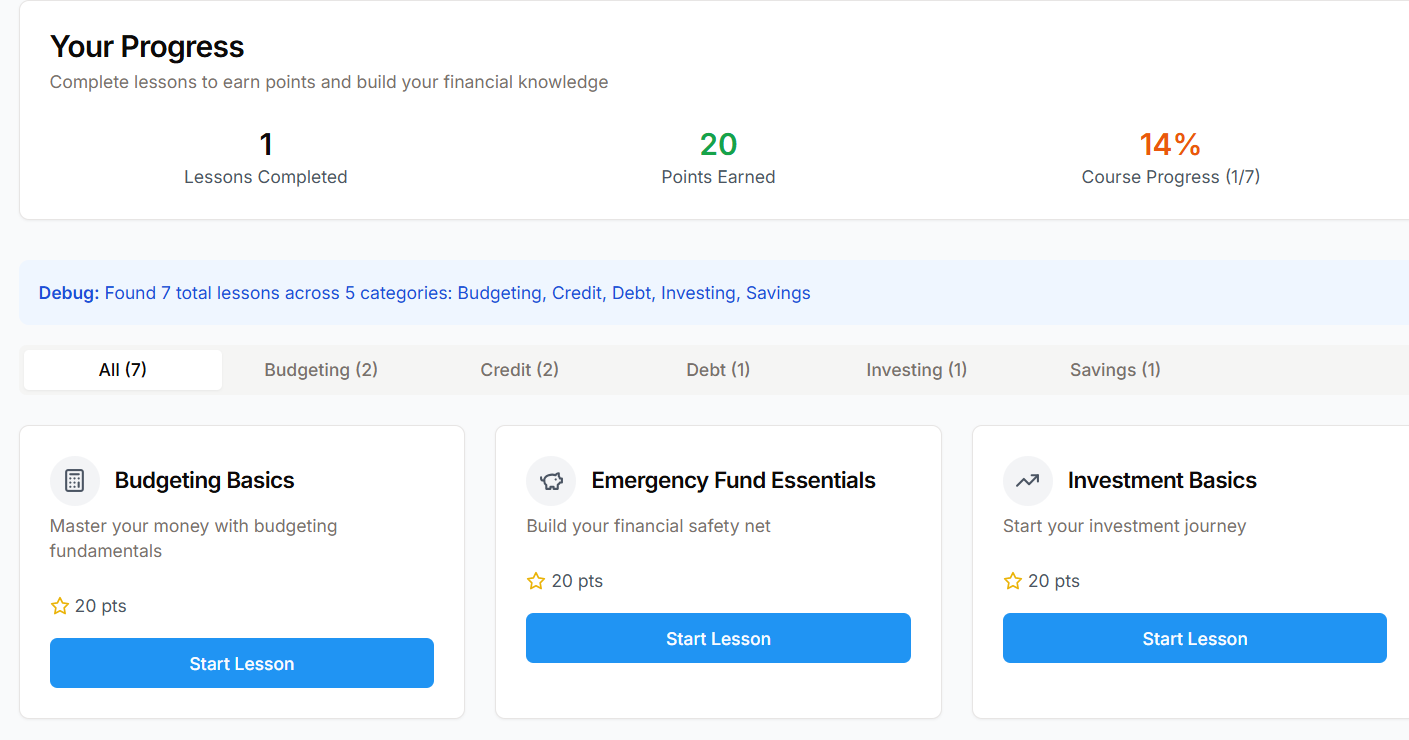 Your Progress
Complete lessons to earn points and build your financial knowledge
1
20
14%
Lessons Completed
Points Earned
Course Progress (1/7)
Debug: Found 7 total lessons across 5 categories: Budgeting, Credit, Debt, Investing, Savings
All (7)
Budgeting (2)
Credit (2)
Debt (1)
Investing (1)
Savings (1)
Budgeting Basics
Master your money with budgeting
fundamentals
20 pts
Start Lesson
Emergency Fund Essentials
Build your financial safety net
20 pts
Start Lesson
Investment Basics
Start your investment journey
20 pts
Start Lesson